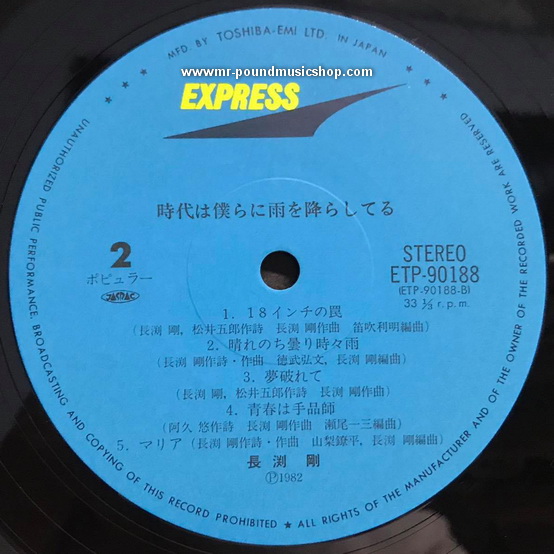 MFD. BY TOSHIBA-EMI LTD. IN JAPAN
www.mr-poundmusicshop.com
EXPRESS
時代は僕らに雨を降らしてる
2
ポピュラー
JASRAC
STEREO
ETP-90188
(ETP-90188-B)
33 1/3 r.p.m.
1. 18インチの罠
(長渕 剛, 松井五郎作詩 長渕 剛作曲 笛吹利明編曲)
2. 晴れのち曇り時々雨
(長渕 剛作詩・作曲 徳武弘文, 長渕 剛編曲)
3. 夢破れて
(長渕 剛, 松井五郎作詩 長渕 剛作曲)
4. 青春は手品師
(阿久 悠作詩 長渕 剛作曲 瀬尾一三編曲)
5. マリア (長渕 剛作詩・作曲 山梨鐐平, 長渕 剛編曲)
長渕 剛
Ⓟ1982
★ ★ ★ UNAUTHORIZED PUBLIC PERFORMANCE, BROADCASTING AND COPYING OF THIS RECORD PROHIBITED ★ ALL RIGHTS OF THE MANUFACTURER AND OF THE OWNER OF THE RECORDED WORK ARE RESERVED ★ ★ ★